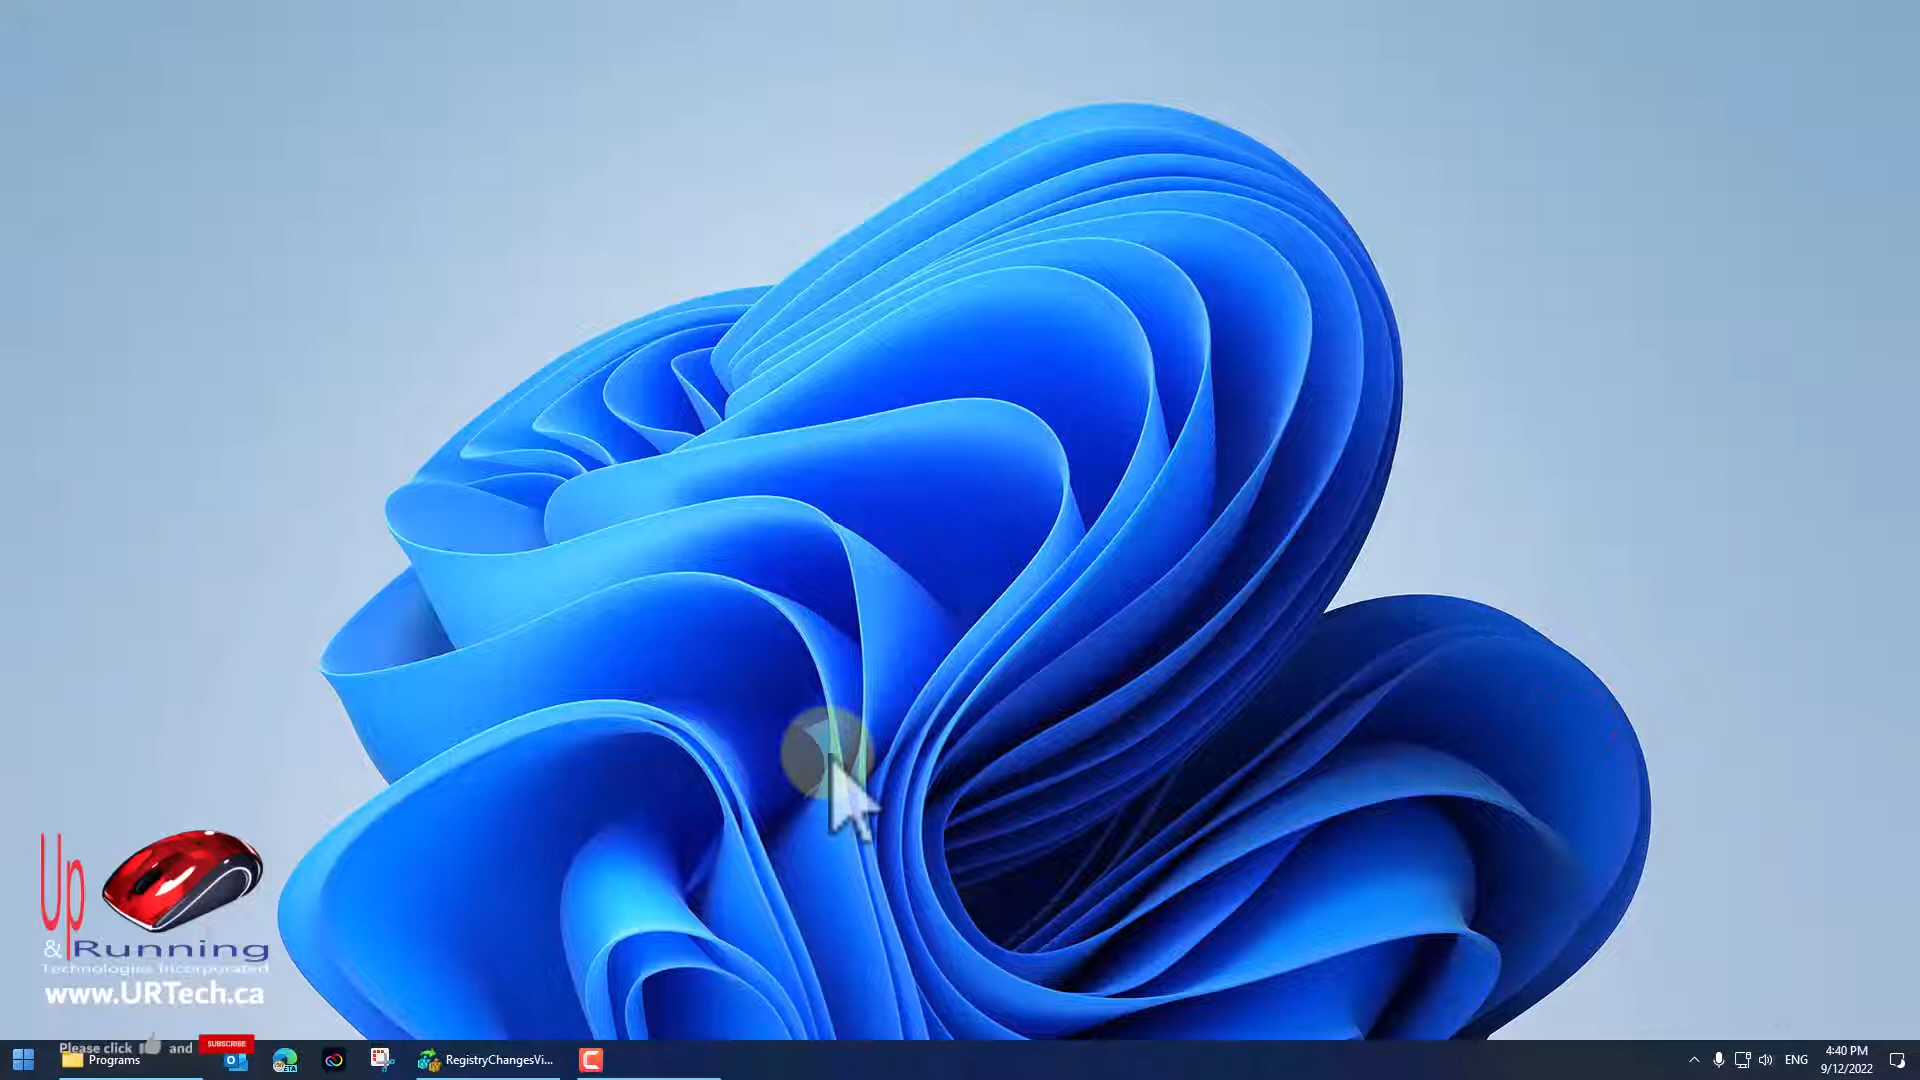 Up
& Running
Technologies Incorporated
www.URTech.ca
Please click and SUBSCRIBE
Programs
BETA
RegistryChangesVi...
ENG
4:40 PM
9/12/2022